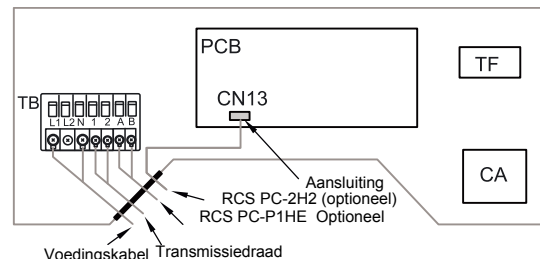 PCB
TF
CN13
TB
L1 L2 N 1 2 A B
CA
Aansluiting
RCS PC-2H2 (optioneel)
RCS PC-P1HE Optioneel
Voedingskabel Transmissiedraad